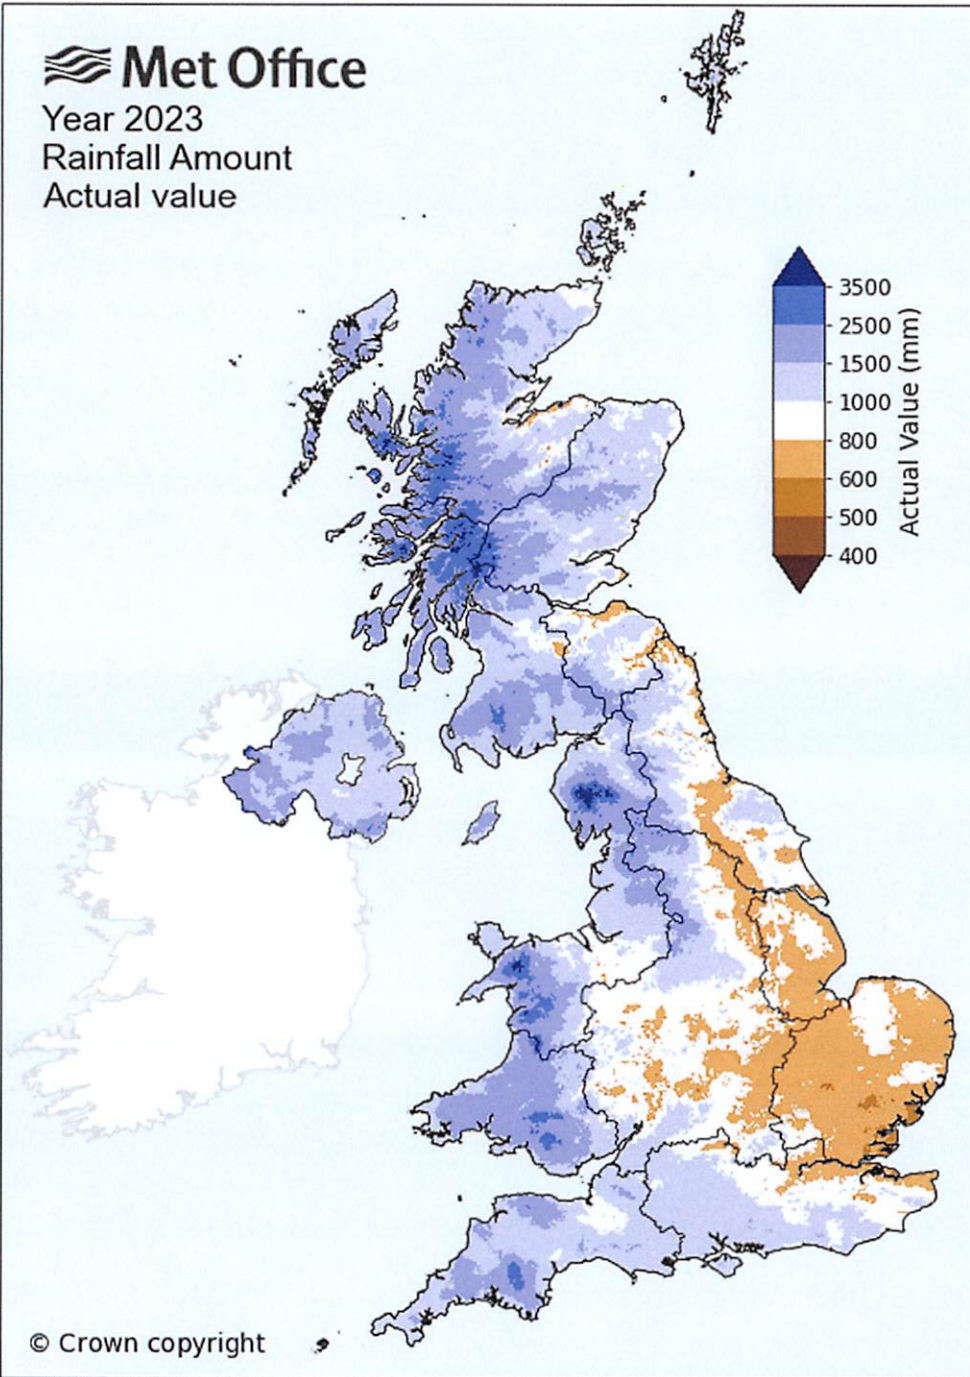 Met Office
Year 2023
Rainfall Amount
Actual value
3500
2500
1500
1000
800
600
500
400
Actual Value (mm)
© Crown copyright